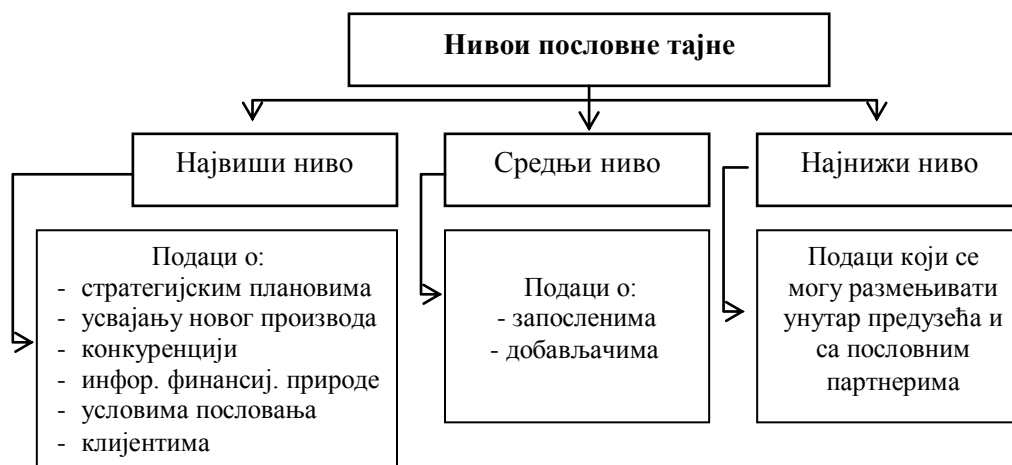 Нивои пословне тајне
Највиши ниво
Средњи ниво
Најнижи ниво
Подаци о:
- стратегијским плановима
- усвајању новог производа
- конкуренцији
- инфор. финансиј. природе
- условима пословања
- клијентима
Подаци о:
- запосленима
- добављачима
Подаци који се
могу размењивати
унутар предузећа и
са пословним
партнерима